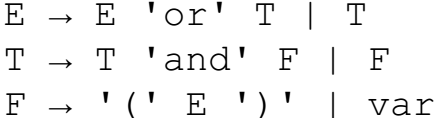 E → E 'or' T | T
T → T 'and' F | F
F → '(' E ')' | var